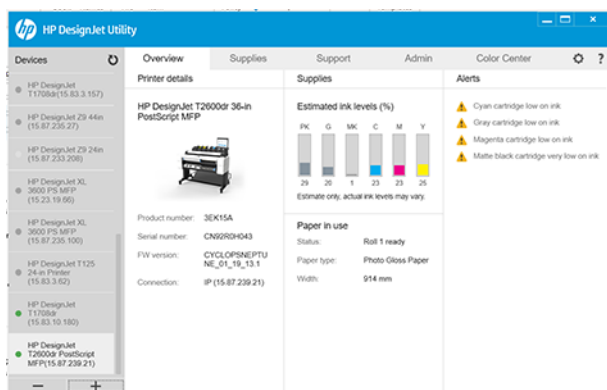 hp HP DesignJet Utility
Devices
Overview Supplies Support Admin Color Center ?
HP DesignJet
T1708dr(15.83.3.157)
HP DesignJet Z9 44in
(15.87.235.27)
HP DesignJet Z9 24in
(15.87.233.208)
HP DesignJet XL
3600 PS MFP
(15.23.19.66)
HP DesignJet XL
3600 PS MFP
(15.87.235.100)
HP DesignJet T125
24-in Printer
(15.83.3.62)
HP DesignJet
T1708dr
(15.83.10.180)
HP DesignJet
T2600dr PostScript
MFP(15.87.239.21)
Printer details
HP DesignJet T2600dr 36-in
PostScript MFP
Product number: 3EK15A
Serial number: CN92R0H043
FW version: CYCLOPSNEPTU
NE_01_19_13.1
Connection: IP (15.87.239.21)
Supplies
Estimated ink levels (%)
PK G MK C M Y
29 20 1 23 23 26
Estimate only, actual ink levels may vary.
Paper in use
Status: Roll 1 ready
Paper type: Photo Gloss Paper
Width: 914 mm
Alerts
Cyan cartridge low on ink
Gray cartridge low on ink
Magenta cartridge low on ink
Matte black cartridge very low on ink